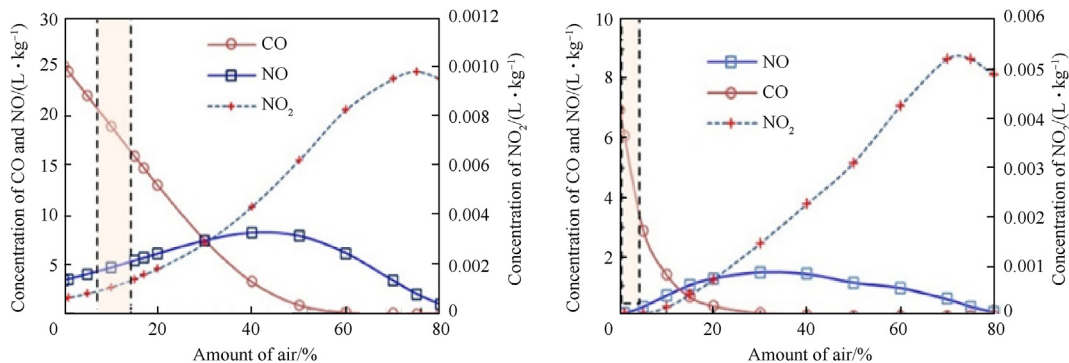 Concentration of CO and NO/(L・kg⁻¹)
30
25
20
15
10
5
0
CO
NO
NO₂
0.0012
0.0010
0.0008
0.006
0.004
0.002
0
Concentration of NO₂/(L・kg⁻¹)
20
40
60
80
Amount of air/%
Concentration of CO and NO/(L・kg⁻¹)
10
8
6
4
2
0
NO
CO
NO₂
0.006
0.005
0.004
0.003
0.002
0.001
0
Concentration of NO₂/(L・kg⁻¹)
20
40
60
80
Amount of air/%